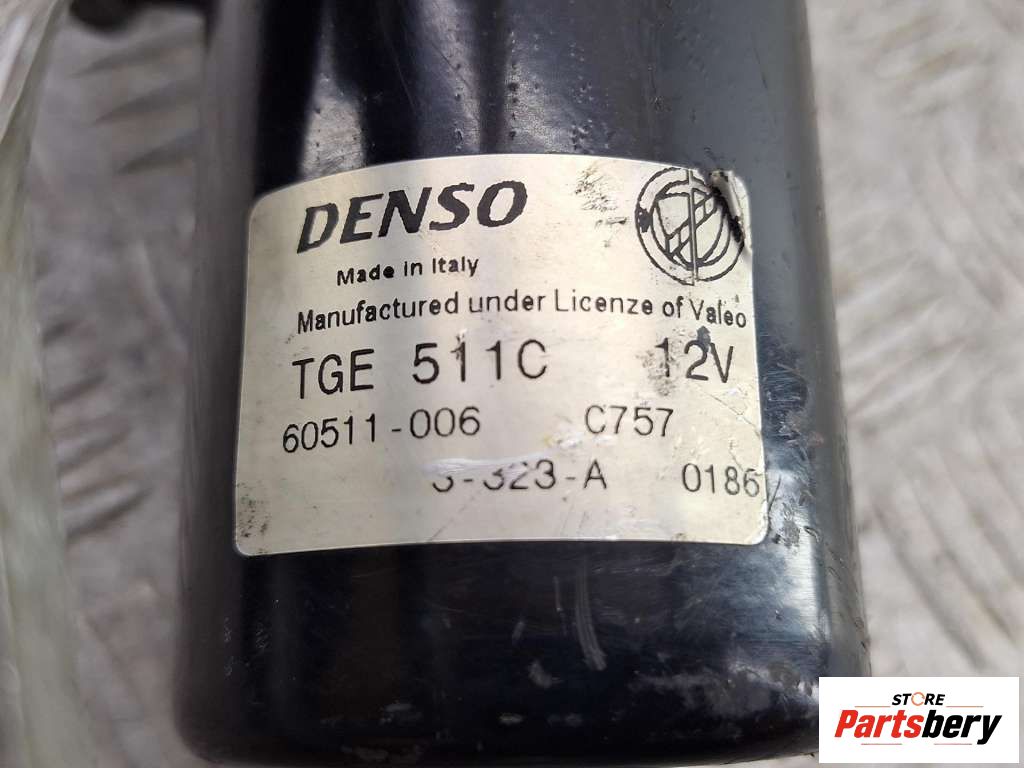 DENSO
Made in Italy
Manufactured under Licenze of Valeo
TGE 511C 12V
60511-006 C757
3-323-A 0186
STORE
Partsbery